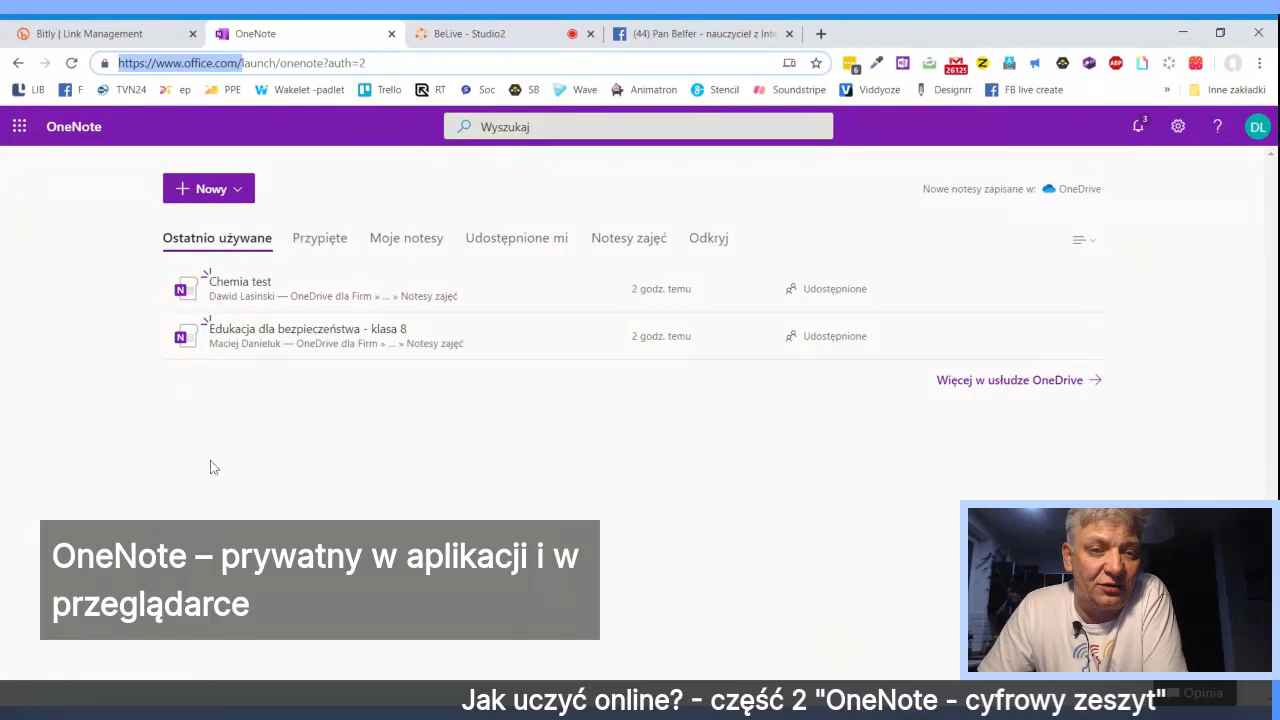 Bitly | Link Management
OneNote
BeLive - Studio2
(44) Pan Belfer - nauczyciel z Inte
https://www.office.com/launch/onenote?auth=2
6
26125
ABP
LIB
F
TVN24
ep
PPE
Wakelet -padlet
Trello
RT
Soc
SB
Wave
Animatron
Stencil
Soundstripe
Viddyoze
Designrr
FB live create
»
Inne zakładki
OneNote
Wyszukaj
3
?
DL
+ Nowy
Nowe notesy zapisane w: OneDrive
Ostatnio używane
Przypięte
Moje notesy
Udostępnione mi
Notesy zajęć
Odkryj
Chemia test
Dawid Lasinski — OneDrive dla Firm » ... » Notesy zajęć
2 godz. temu
Udostępnione
Edukacja dla bezpieczeństwa - klasa 8
Maciej Danieluk — OneDrive dla Firm » ... » Notesy zajęć
2 godz. temu
Udostępnione
Więcej w usłudze OneDrive
OneNote – prywatny w aplikacji i w
przeglądarce
Jak uczyć online? - część 2 "OneNote - cyfrowy zeszyt"
Opinia